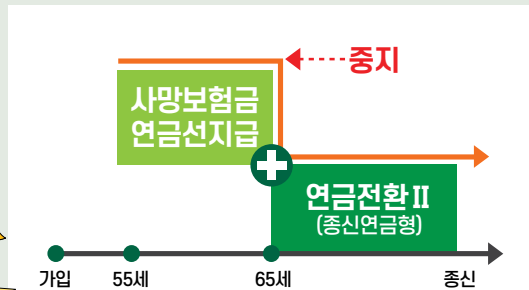 중지
사망보험금
연금선지급
연금전환Ⅱ
(종신연금형)
가입 55세 65세 종신